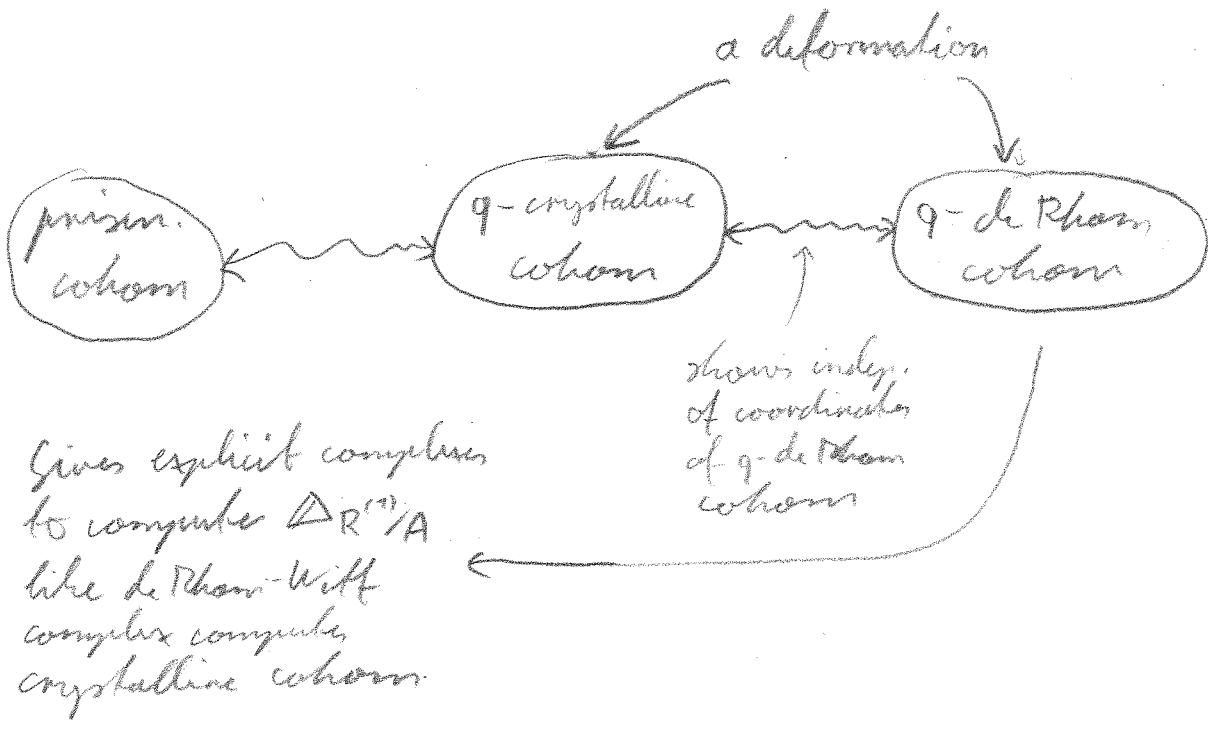 a deformation
prism.
cohom
q-crystalline
cohom
q-de Rham
cohom
shows indep.
of coordinates
of q-de Rham
cohom
Gives explicit complexes
to compute Δ_R^(1)/A
like de Rham-Witt
complex computes
crystalline cohom.